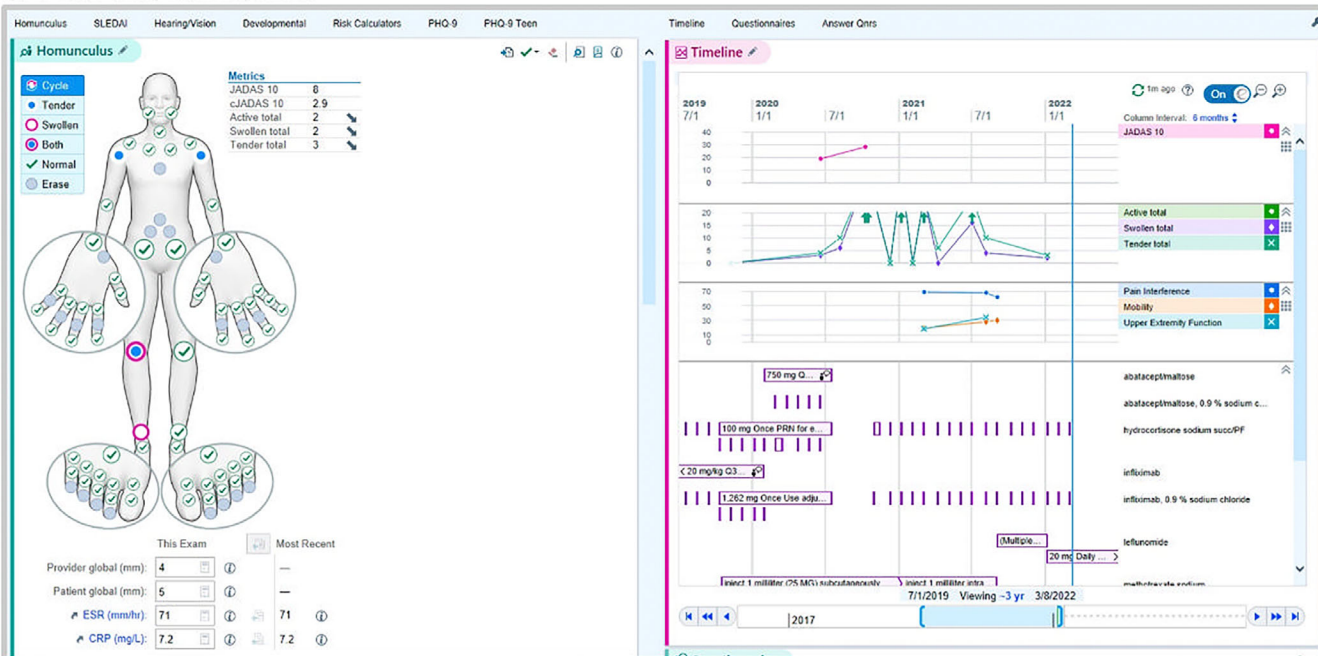 Homunculus SLEDAI Hearing/Vision Developmental Risk Calculators PHQ-9 PHQ-9 Teen
Timeline Questionnaires Answer Qnrs
Homunculus
Cycle
Tender
Swollen
Both
Normal
Erase
Metrics
JADAS 10 8
cJADAS 10 2.9
Active total 2
Swollen total 2
Tender total 3
This Exam Most Recent
Provider global (mm): 4 —
Patient global (mm): 5 —
ESR (mm/hr): 71 71
CRP (mg/L): 7.2 7.2
Timeline
1m ago On
Column Interval: 6 months
2019 2020 2021 2022
7/1 1/1 7/1 1/1 7/1 1/1
JADAS 10
40
30
20
10
0
Active total
Swollen total
Tender total
20
15
10
5
0
Pain Interference
Mobility
Upper Extremity Function
70
50
30
10
0
750 mg Q... abatacept/maltose
abatacept/maltose, 0.9 % sodium c...
100 mg Once PRN for e... hydrocortisone sodium succ/PF
< 20 mg/kg Q3... infliximab
1,262 mg Once Use adju... infliximab, 0.9 % sodium chloride
(Multiple... leflunomide
20 mg Daily ...
inject 1 milliliter (25 MG) subcutaneously inject 1 milliliter intra methotrexate sodium
7/1/2019 Viewing ~3 yr 3/8/2022
2017